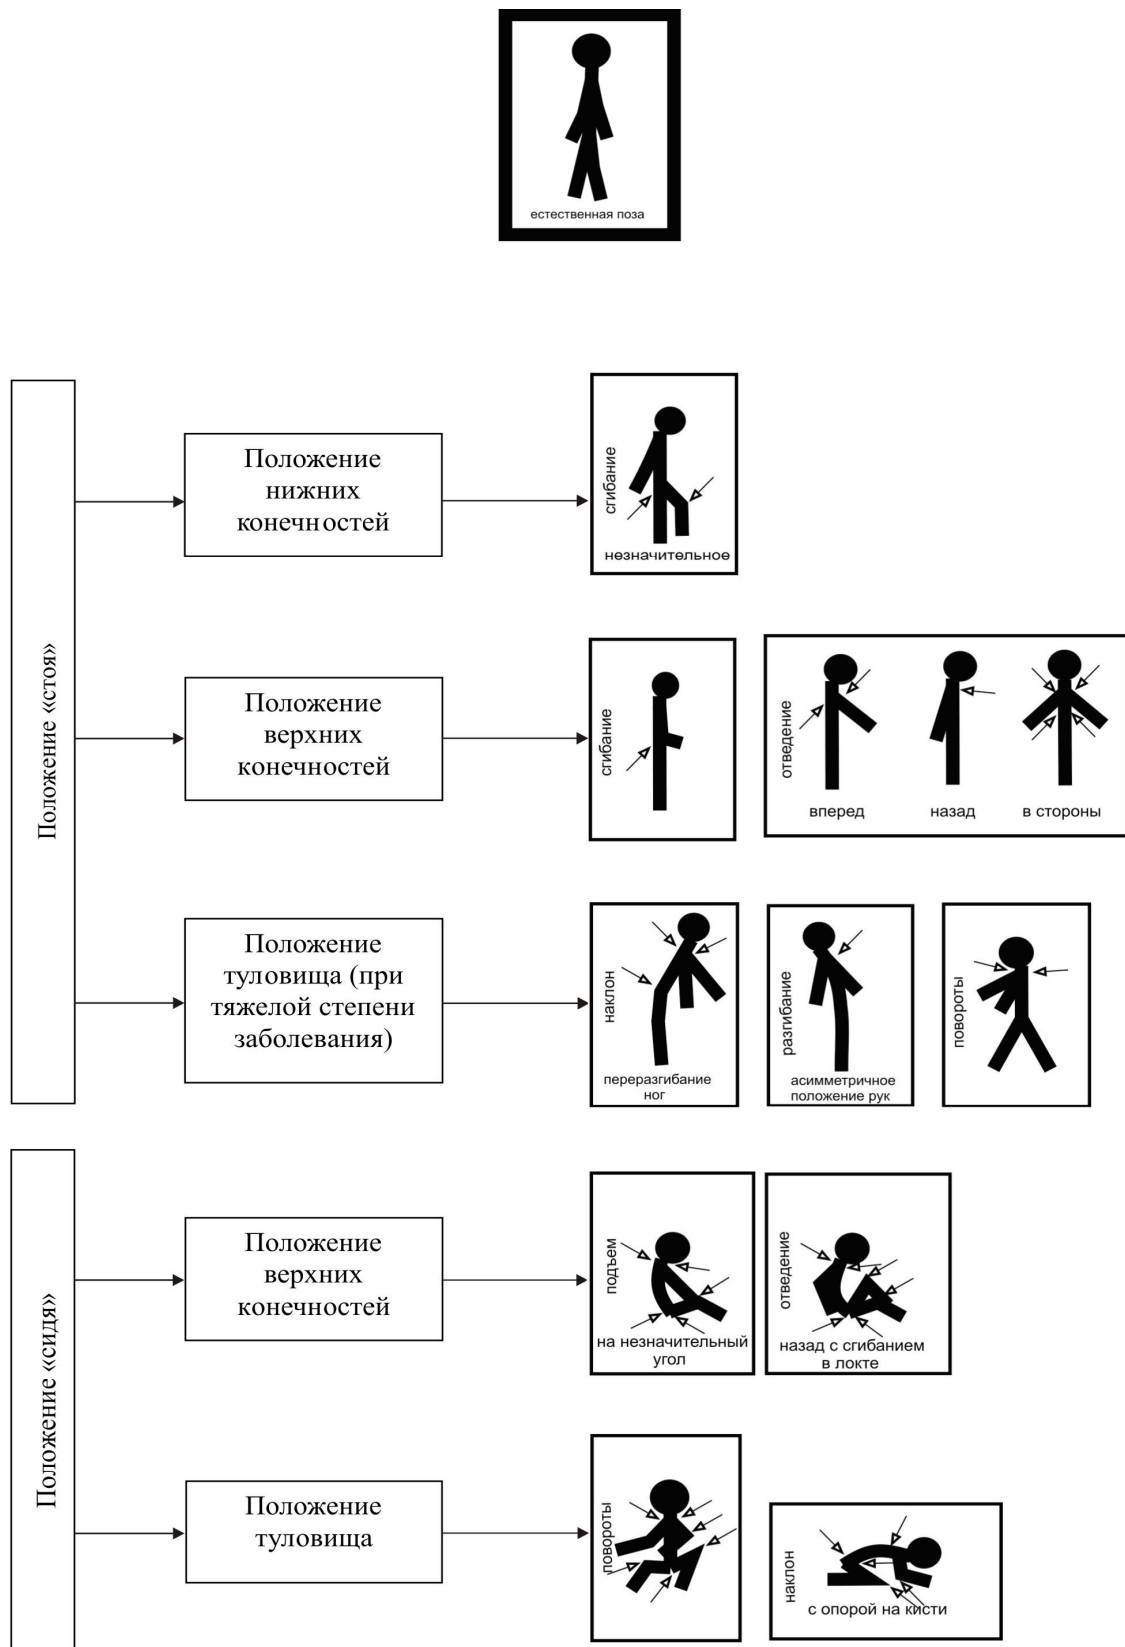 естественная поза
Положение «стоя»
Положение
нижних
конечностей
сгибание
незначительное
Положение
верхних
конечностей
сгибание
отведение
вперед
назад
в стороны
Положение
туловища (при
тяжелой степени
заболевания)
наклон
переразгибание
ног
разгибание
асимметричное
положение рук
повороты
Положение «сидя»
Положение
верхних
конечностей
подъем
на незначительный
угол
отведение
назад с сгибанием
в локте
Положение
туловища
повороты
наклон
с опорой на кисти